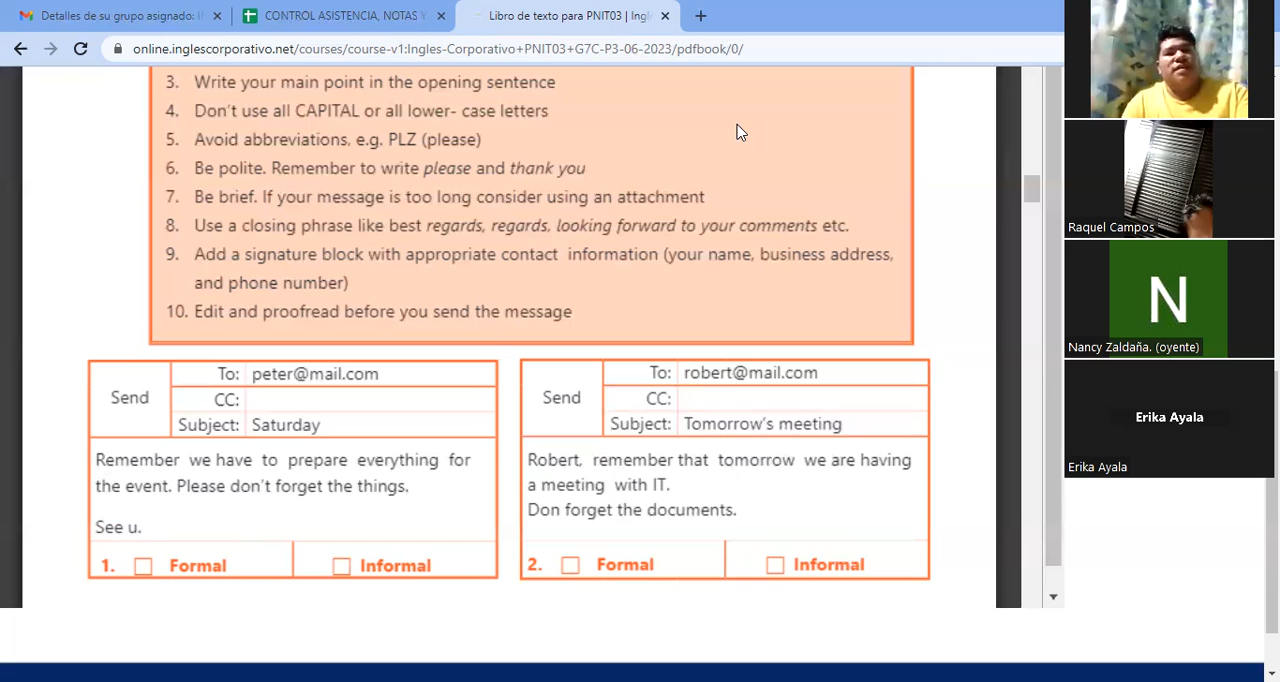 Detalles de su grupo asignado: I
CONTROL ASISTENCIA, NOTAS Y
Libro de texto para PNIT03 | Ingl
online.inglescorporativo.net/courses/course-v1:Ingles-Corporativo+PNIT03+G7C-P3-06-2023/pdfbook/0/
3. Write your main point in the opening sentence
4. Don't use all CAPITAL or all lower- case letters
5. Avoid abbreviations, e.g. PLZ (please)
6. Be polite. Remember to write please and thank you
7. Be brief. If your message is too long consider using an attachment
8. Use a closing phrase like best regards, regards, looking forward to your comments etc.
9. Add a signature block with appropriate contact information (your name, business address,
and phone number)
10. Edit and proofread before you send the message
Send
To: peter@mail.com
CC:
Subject: Saturday
Remember we have to prepare everything for
the event. Please don't forget the things.
See u.
1. Formal Informal
Send
To: robert@mail.com
CC:
Subject: Tomorrow's meeting
Robert, remember that tomorrow we are having
a meeting with IT.
Don forget the documents.
2. Formal Informal
Raquel Campos
N
Nancy Zaldaña. (oyente)
Erika Ayala
Erika Ayala